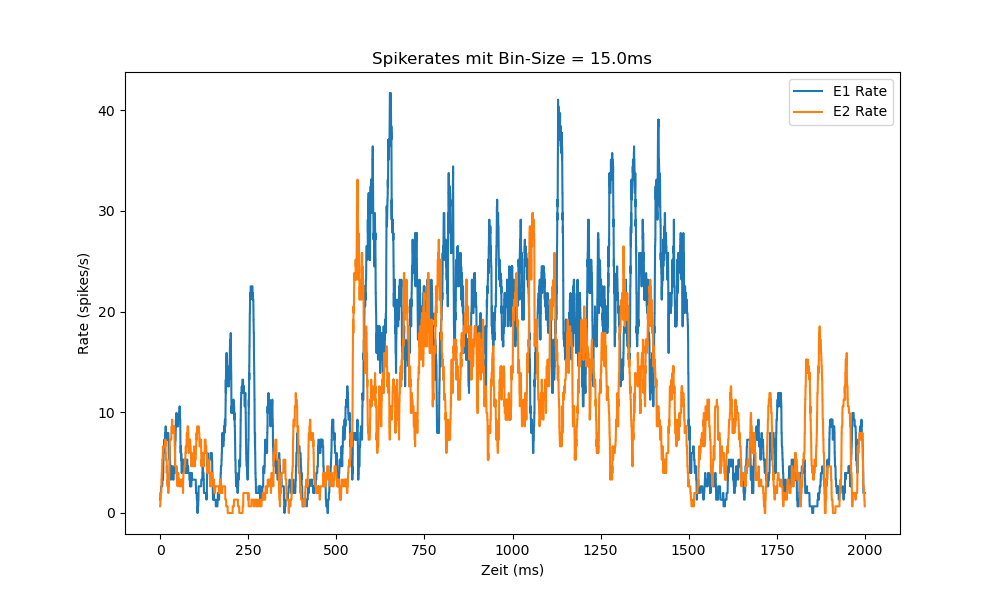 Spikerates mit Bin-Size = 15.0ms
E1 Rate
E2 Rate
40
30
20
10
0
Rate (spikes/s)
0 250 500 750 1000 1250 1500 1750 2000
Zeit (ms)